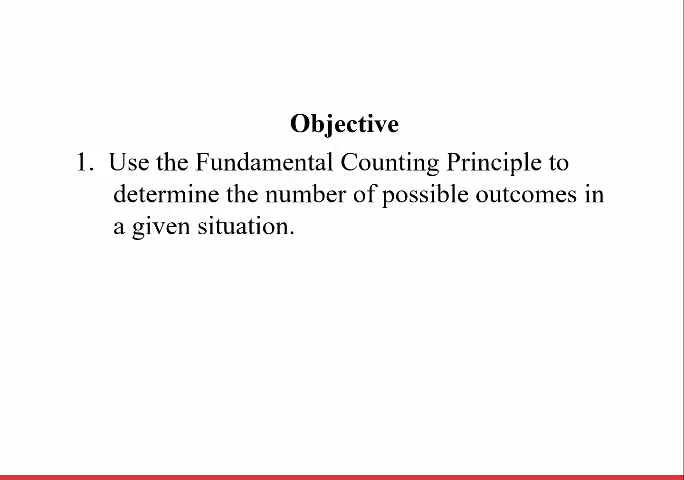 Objective
1. Use the Fundamental Counting Principle to
determine the number of possible outcomes in
a given situation.